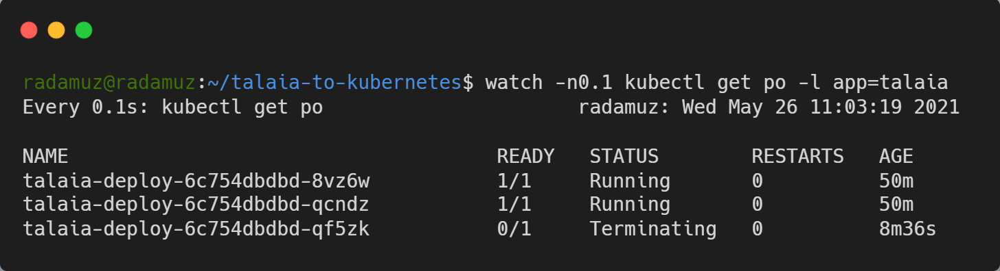 radamuz@radamuz:~/talaia-to-kubernetes$ watch -n0.1 kubectl get po -l app=talaia
Every 0.1s: kubectl get po                      radamuz: Wed May 26 11:03:19 2021
NAME                                     READY   STATUS        RESTARTS   AGE
talaia-deploy-6c754dbdbd-8vz6w           1/1     Running       0          50m
talaia-deploy-6c754dbdbd-qcndz           1/1     Running       0          50m
talaia-deploy-6c754dbdbd-qf5zk           0/1     Terminating   0          8m36s